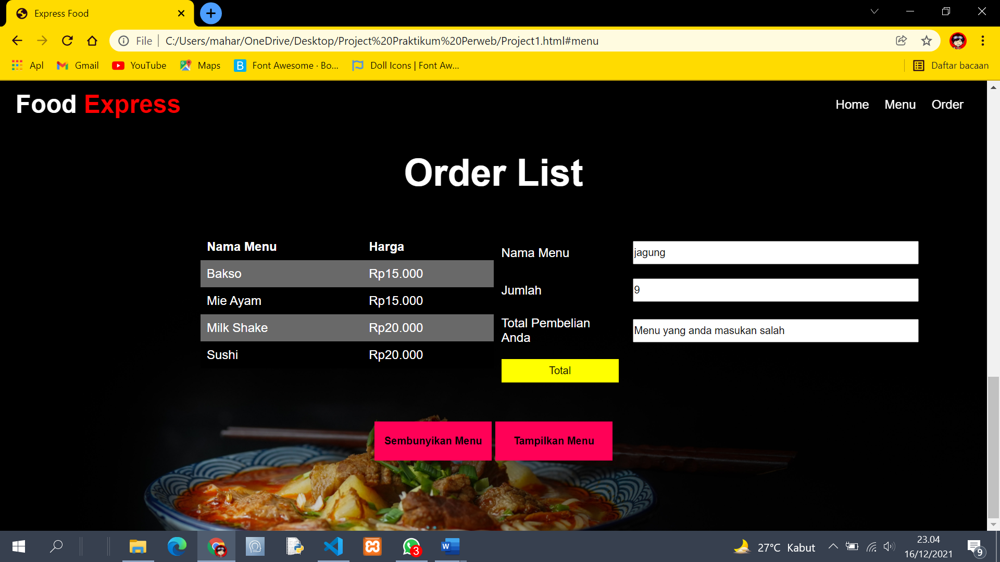 Express Food
File
C:/Users/mahar/OneDrive/Desktop/Project%20Praktikum%20Perweb/Project1.html#menu
Apl
Gmail
YouTube
Maps
B
Font Awesome · Bo...
Doll Icons | Font Aw...
Daftar bacaan
Food Express
Home Menu Order
Order List
Nama Menu Harga
Bakso Rp15.000
Mie Ayam Rp15.000
Milk Shake Rp20.000
Sushi Rp20.000
Nama Menu jagung
Jumlah 9
Total Pembelian
Anda
Menu yang anda masukan salah
Total
Sembunyikan Menu Tampilkan Menu
3
W
27°C Kabut
23.04
16/12/2021
9